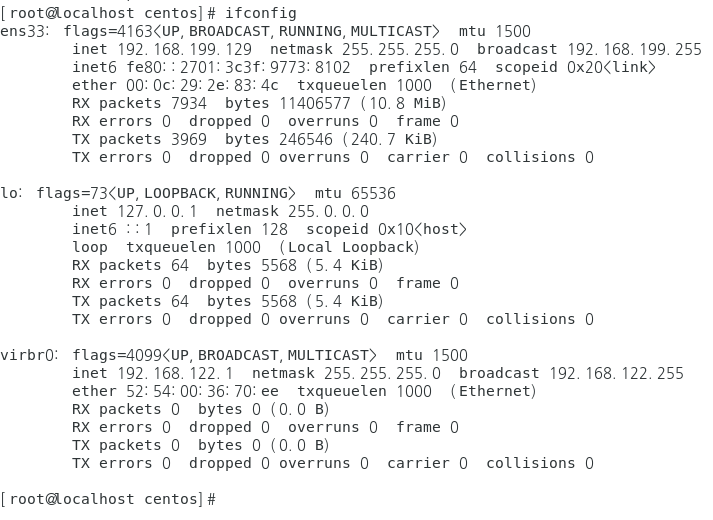 [root@localhost centos]# ifconfig
ens33: flags=4163<UP,BROADCAST,RUNNING,MULTICAST>  mtu 1500
        inet 192.168.199.129  netmask 255.255.255.0  broadcast 192.168.199.255
        inet6 fe80::2701:3c3f:9773:8102  prefixlen 64  scopeid 0x20<link>
        ether 00:0c:29:2e:83:4c  txqueuelen 1000  (Ethernet)
        RX packets 7934  bytes 11406577 (10.8 MiB)
        RX errors 0  dropped 0  overruns 0  frame 0
        TX packets 3969  bytes 246546 (240.7 KiB)
        TX errors 0  dropped 0 overruns 0  carrier 0  collisions 0

lo: flags=73<UP,LOOPBACK,RUNNING>  mtu 65536
        inet 127.0.0.1  netmask 255.0.0.0
        inet6 ::1  prefixlen 128  scopeid 0x10<host>
        loop  txqueuelen 1000  (Local Loopback)
        RX packets 64  bytes 5568 (5.4 KiB)
        RX errors 0  dropped 0  overruns 0  frame 0
        TX packets 64  bytes 5568 (5.4 KiB)
        TX errors 0  dropped 0 overruns 0  carrier 0  collisions 0

virbr0: flags=4099<UP,BROADCAST,MULTICAST>  mtu 1500
        inet 192.168.122.1  netmask 255.255.255.0  broadcast 192.168.122.255
        ether 52:54:00:36:70:ee  txqueuelen 1000  (Ethernet)
        RX packets 0  bytes 0 (0.0 B)
        RX errors 0  dropped 0  overruns 0  frame 0
        TX packets 0  bytes 0 (0.0 B)
        TX errors 0  dropped 0 overruns 0  carrier 0  collisions 0

[root@localhost centos]#